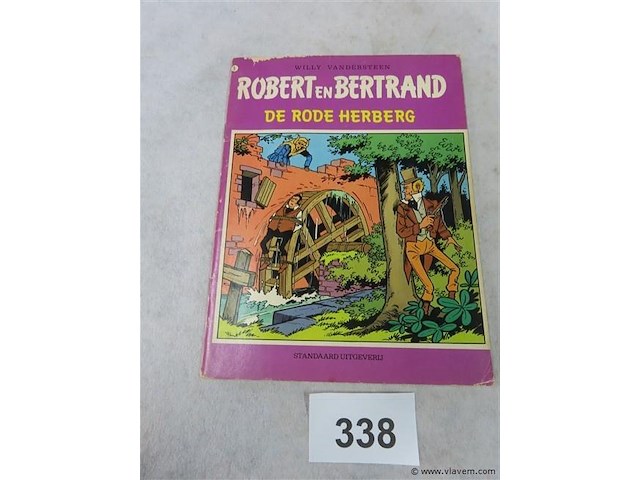 WILLY VANDERSTEEN
ROBERT EN BERTRAND
DE RODE HERBERG
STANDAARD UITGEVERIJ
338
© www.vlavem.com